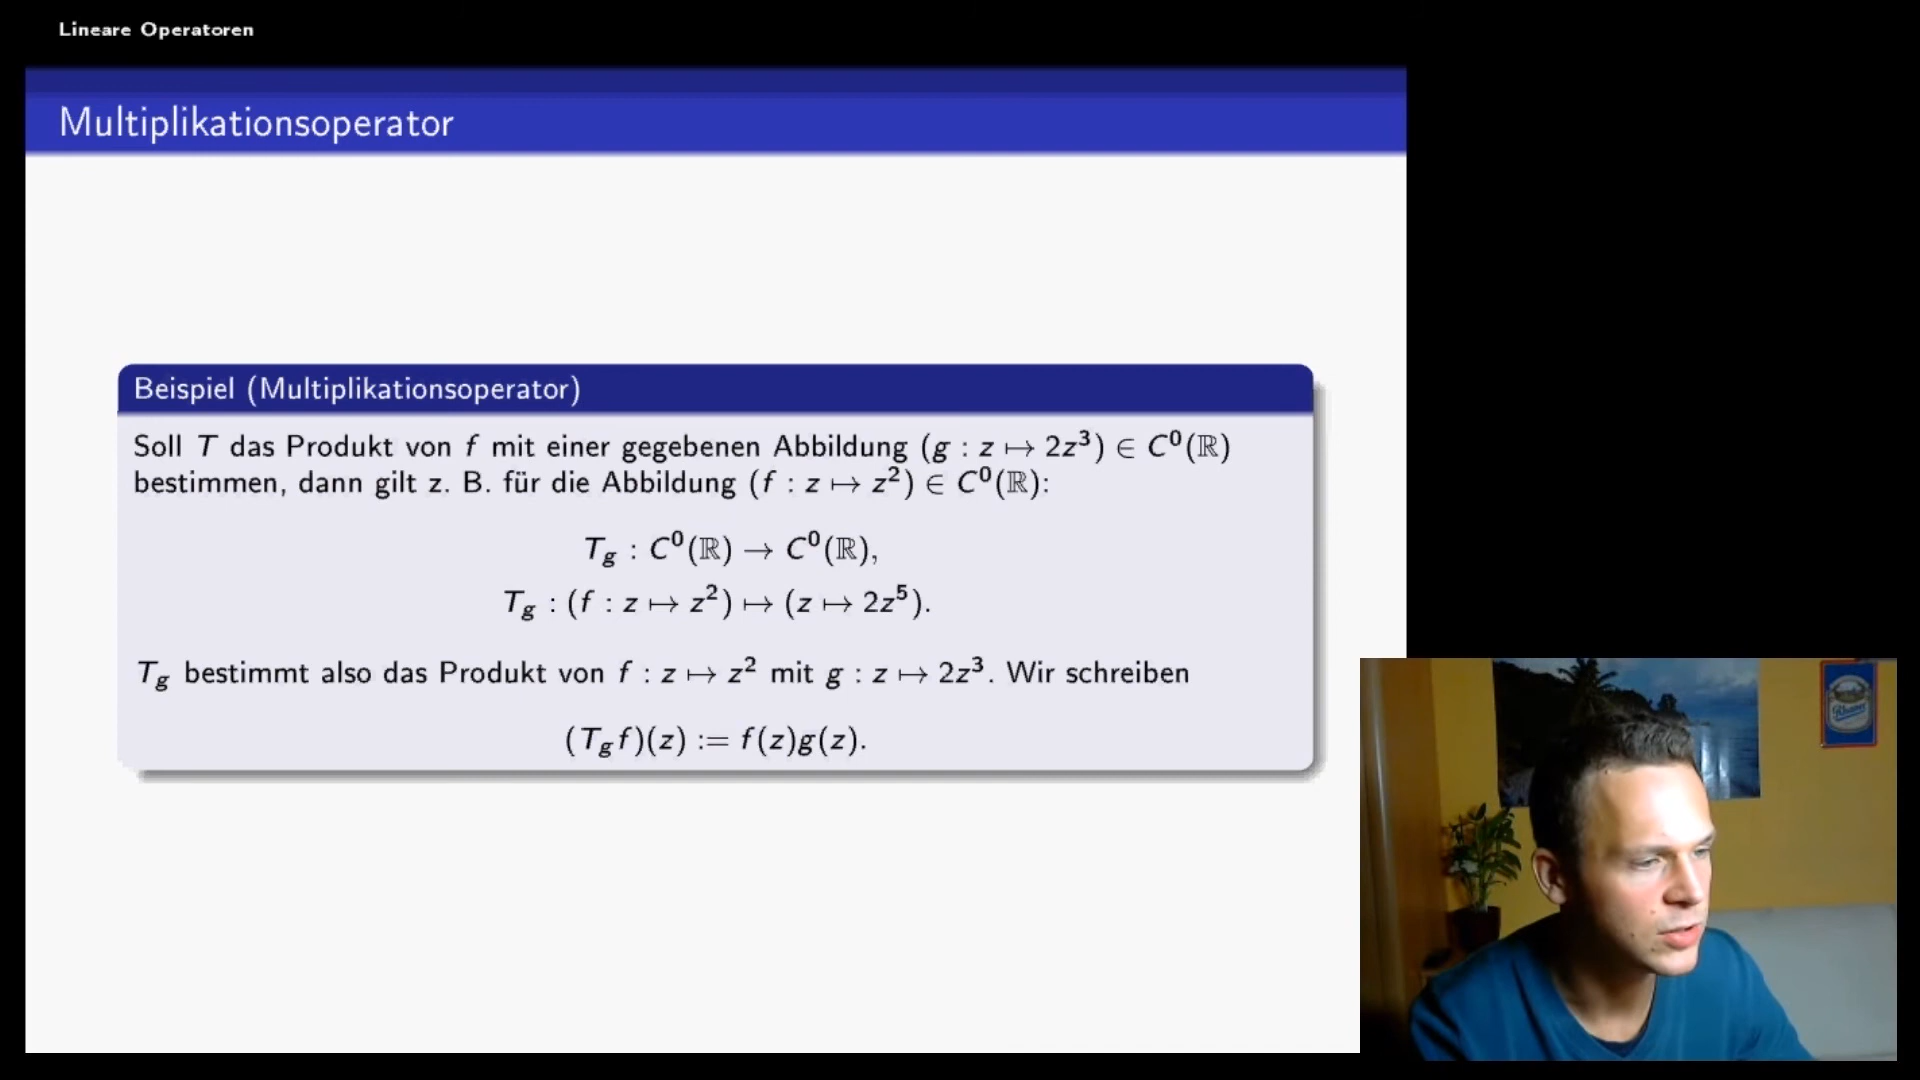 Lineare Operatoren
Multiplikationsoperator
Beispiel (Multiplikationsoperator)
Soll T das Produkt von f mit einer gegebenen Abbildung (g : z ↦ 2z³) ∈ C⁰(ℝ)
bestimmen, dann gilt z. B. für die Abbildung (f : z ↦ z²) ∈ C⁰(ℝ):
T_g : C⁰(ℝ) → C⁰(ℝ),
T_g : (f : z ↦ z²) ↦ (z ↦ 2z⁵).
T_g bestimmt also das Produkt von f : z ↦ z² mit g : z ↦ 2z³. Wir schreiben
(T_g f)(z) := f(z)g(z).